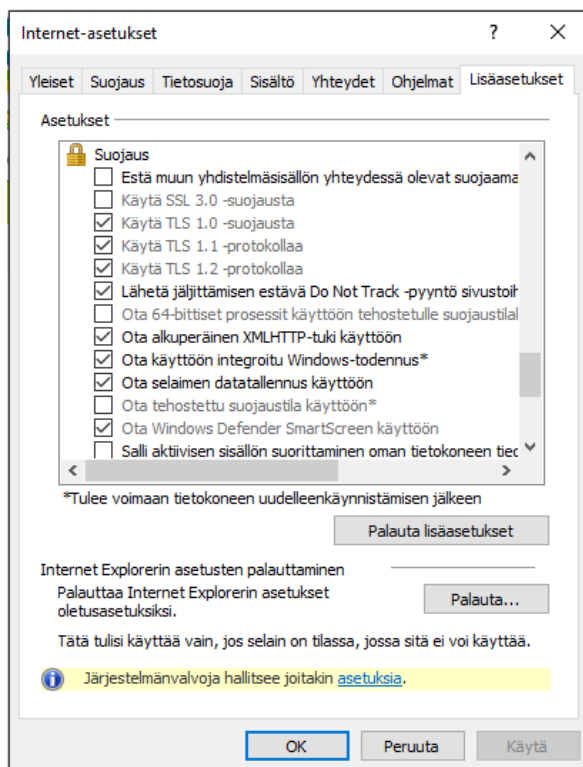 Internet-asetukset ? ×
Yleiset Suojaus Tietosuoja Sisältö Yhteydet Ohjelmat Lisäasetukset
Asetukset
Suojaus
Estä muun yhdistelmäsisällön yhteydessä olevat suojaama
Käytä SSL 3.0 -suojausta
Käytä TLS 1.0 -suojausta
Käytä TLS 1.1 -protokollaa
Käytä TLS 1.2 -protokollaa
Lähetä jäljittämisen estävä Do Not Track -pyyntö sivustoih
Ota 64-bittiset prosessit käyttöön tehostetulle suojaustilal
Ota alkuperäinen XMLHTTP-tuki käyttöön
Ota käyttöön integroitu Windows-todennus*
Ota selaimen datatallennus käyttöön
Ota tehostettu suojaustila käyttöön*
Ota Windows Defender SmartScreen käyttöön
Salli aktiivisen sisällön suorittaminen oman tietokoneen tied
*Tulee voimaan tietokoneen uudelleenkäynnistämisen jälkeen
Palauta lisäasetukset
Internet Explorerin asetusten palauttaminen
Palauttaa Internet Explorerin asetukset
oletusasetuksiksi.
Palauta...
Tätä tulisi käyttää vain, jos selain on tilassa, jossa sitä ei voi käyttää.
Järjestelmänvalvoja hallitsee joitakin asetuksia.
OK Peruuta Käytä